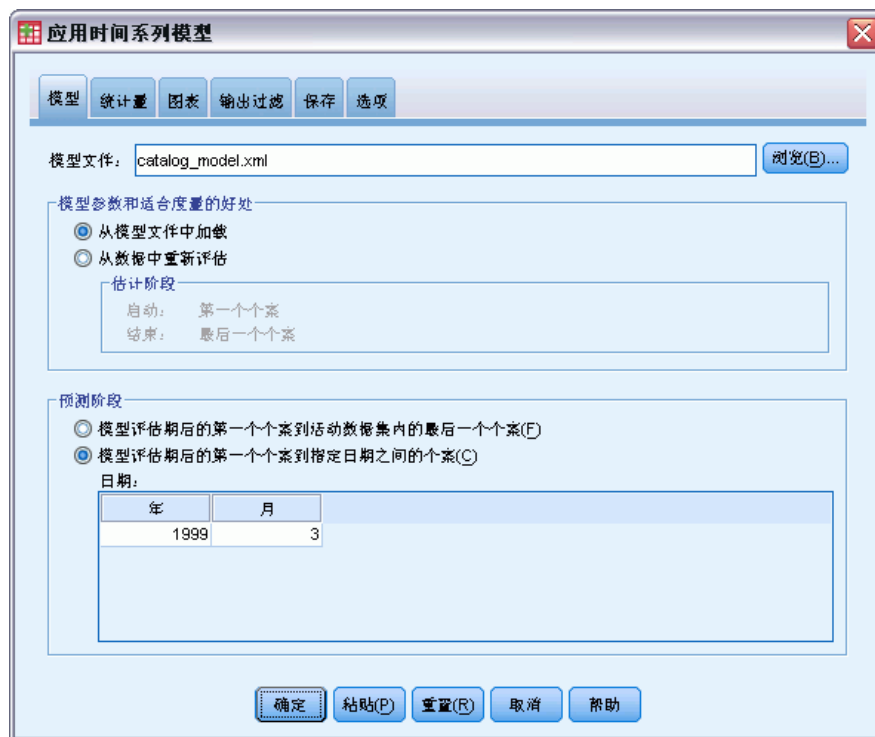 应用时间系列模型
模型 统计量 图表 输出过滤 保存 选项
模型文件： catalog_model.xml 浏览(B)...
模型参数和适合度量的好处
从模型文件中加载
从数据中重新评估
估计阶段
启动： 第一个个案
结束： 最后一个个案
预测阶段
模型评估期后的第一个个案到活动数据集内的最后一个个案(F)
模型评估期后的第一个个案到指定日期之间的个案(C)
日期：
年 月
1999 3
确定 粘贴(P) 重置(R) 取消 帮助